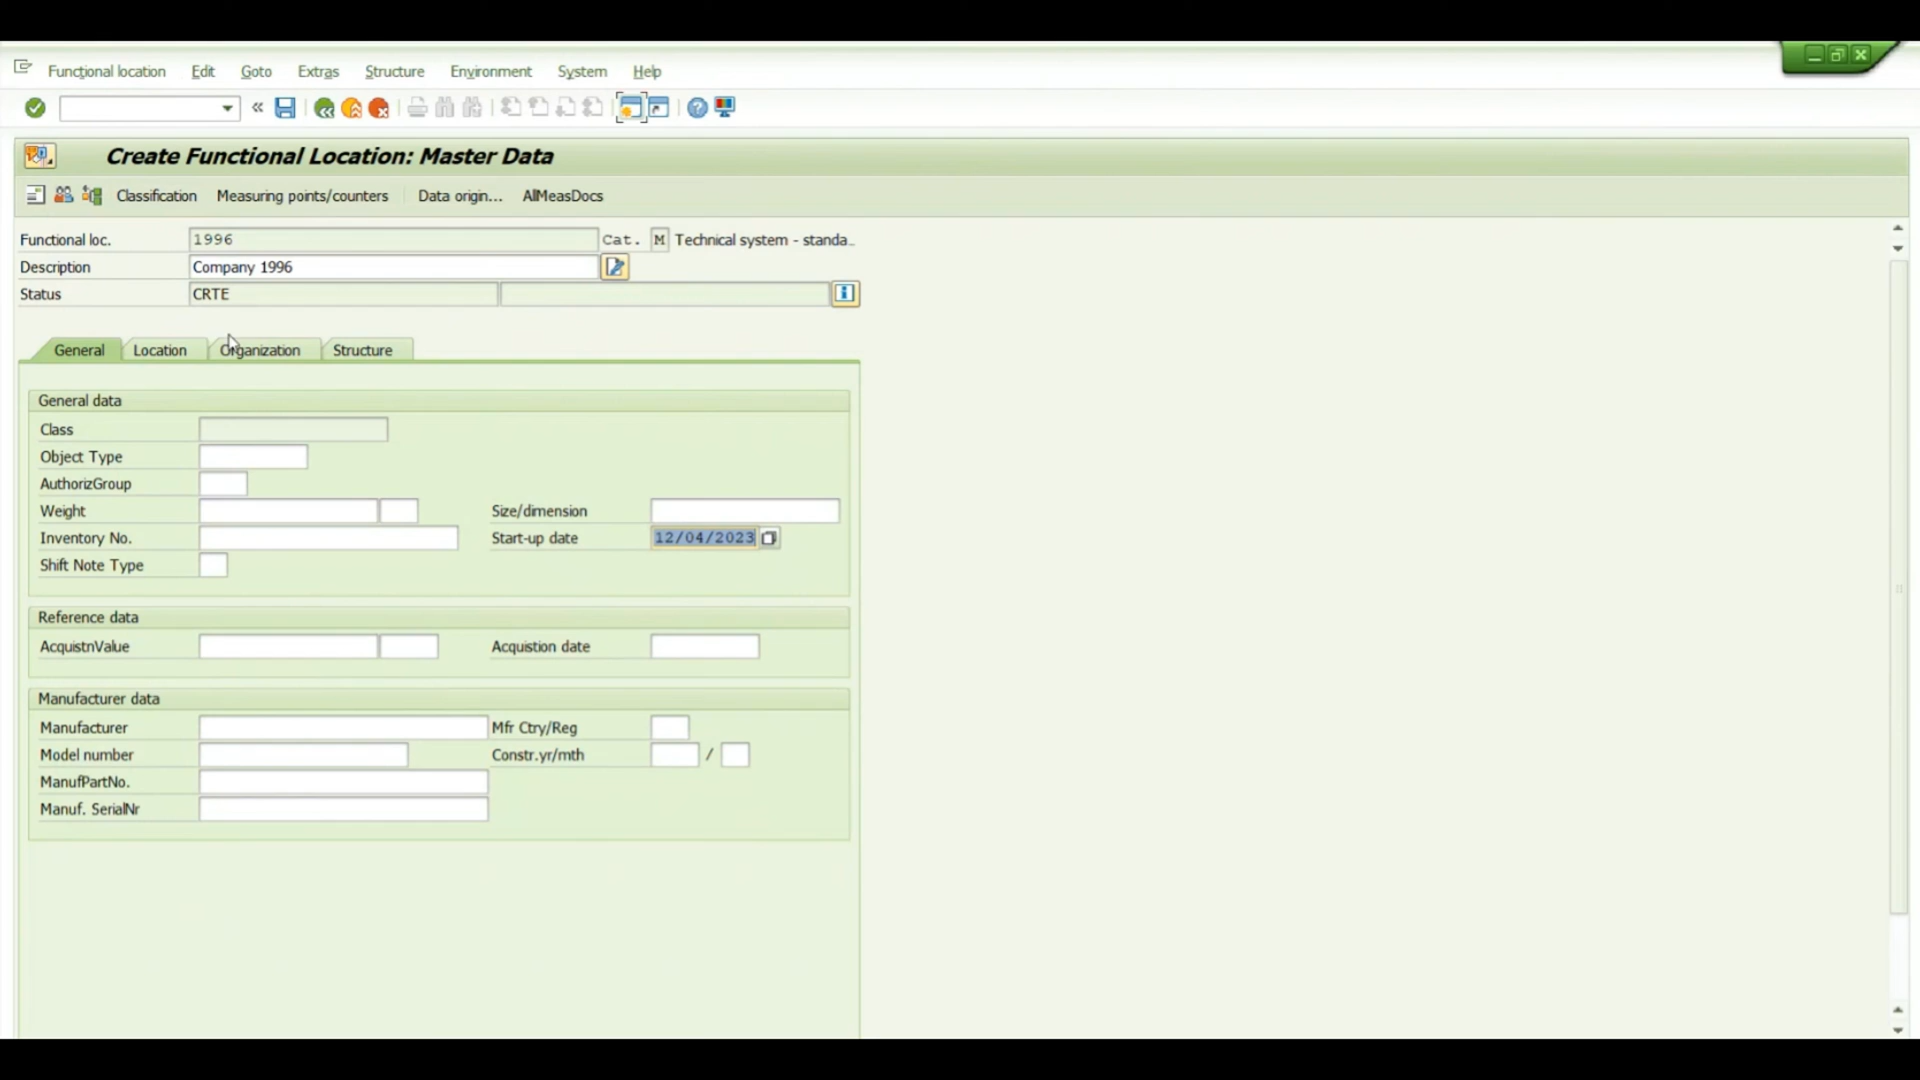 Functional location Edit Goto Extras Structure Environment System Help
Create Functional Location: Master Data
Classification Measuring points/counters Data origin... AllMeasDocs
Functional loc. 1996 Cat. M Technical system - standa..
Description Company 1996
Status CRTE
General Location Organization Structure
General data
Class
Object Type
AuthorizGroup
Weight Size/dimension
Inventory No. Start-up date 12/04/2023
Shift Note Type
Reference data
AcquistnValue Acquistion date
Manufacturer data
Manufacturer Mfr Ctry/Reg
Model number Constr.yr/mth /
ManufPartNo.
Manuf. SerialNr